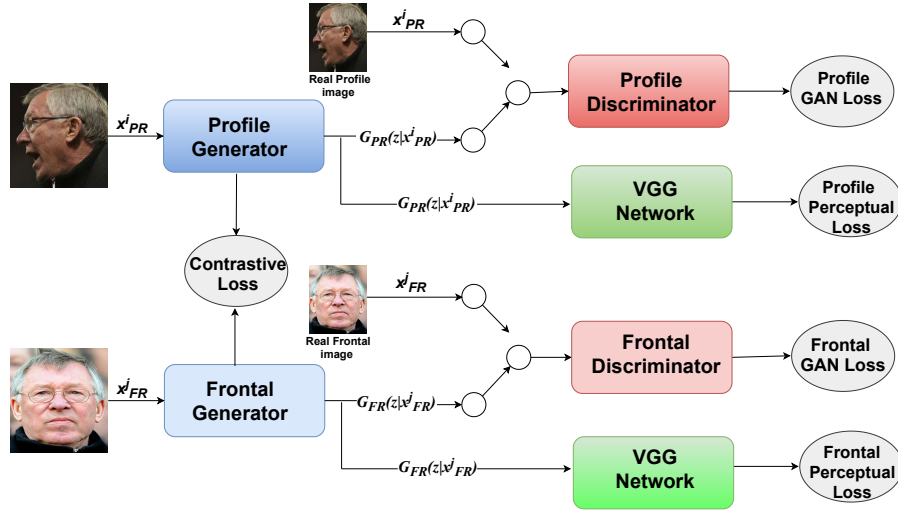 x^i_PR
Real Profile
image
x^i_PR
Profile
Generator
G_PR(z|x^i_PR)
G_PR(z|x^i_PR)
Profile
Discriminator
Profile
GAN Loss
VGG
Network
Profile
Perceptual
Loss
Contrastive
Loss
x^j_FR
Real Frontal
image
x^j_FR
Frontal
Generator
G_FR(z|x^j_FR)
G_FR(z|x^j_FR)
Frontal
Discriminator
Frontal
GAN Loss
VGG
Network
Frontal
Perceptual
Loss